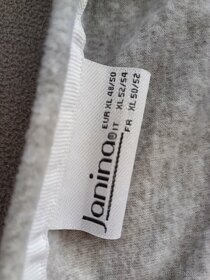 Janina®
EUR XL 48/50
IT XL 52/54
FR XL 50/52